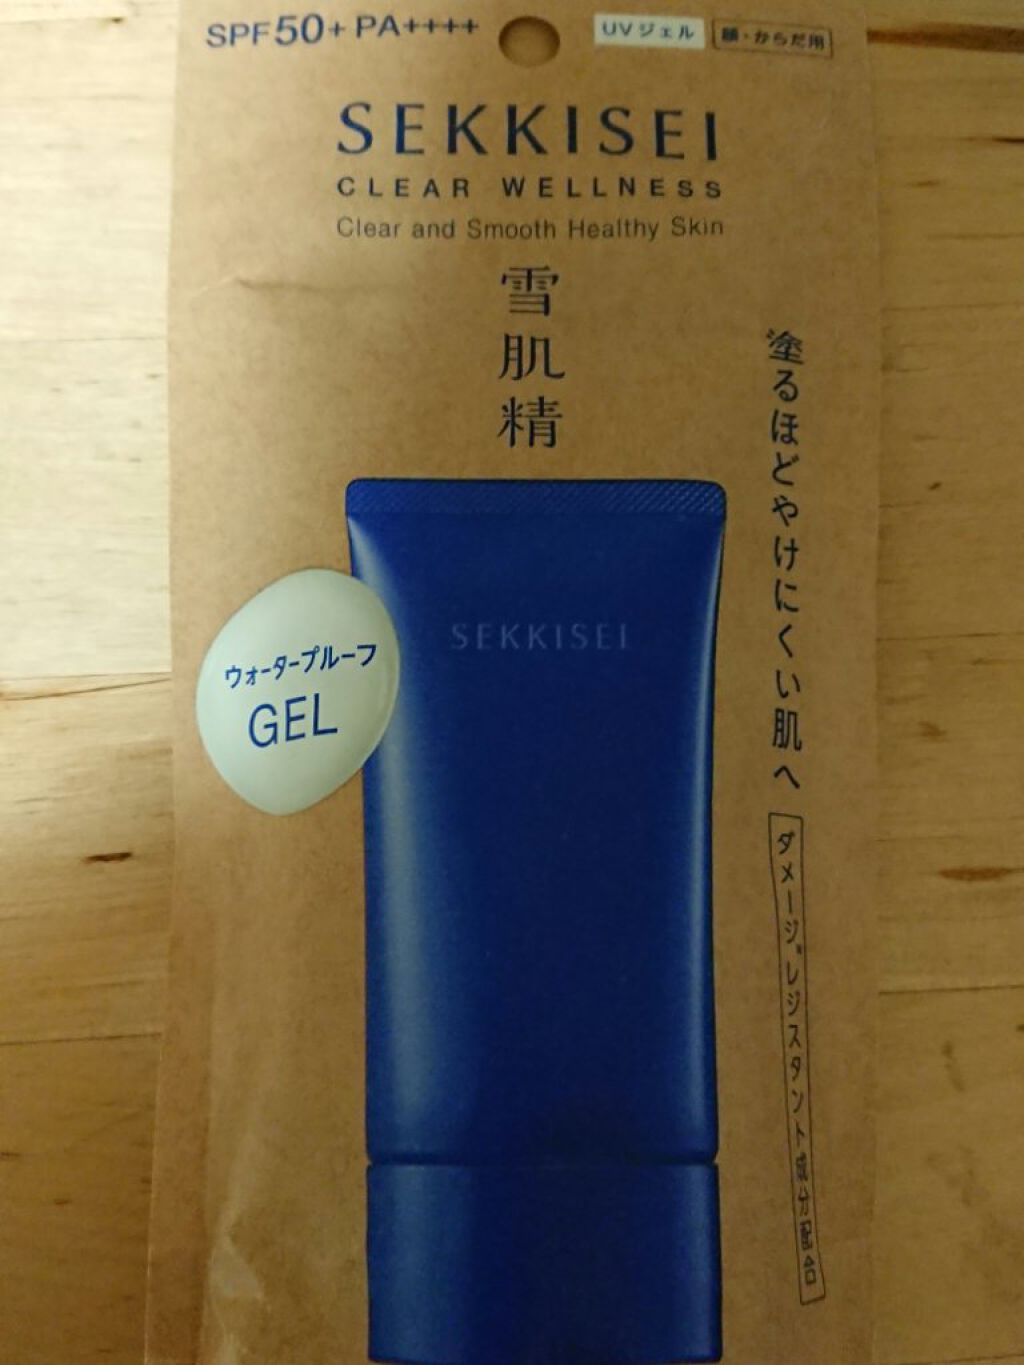 SPF50+ PA++++
UVジェル
顔・からだ用
SEKKISEI
CLEAR WELLNESS
Clear and Smooth Healthy Skin
雪肌精
塗るほどやけにくい肌へ
ダメージ*レジスタント成分配合
SEKKISEI
ウォータープルーフ
GEL